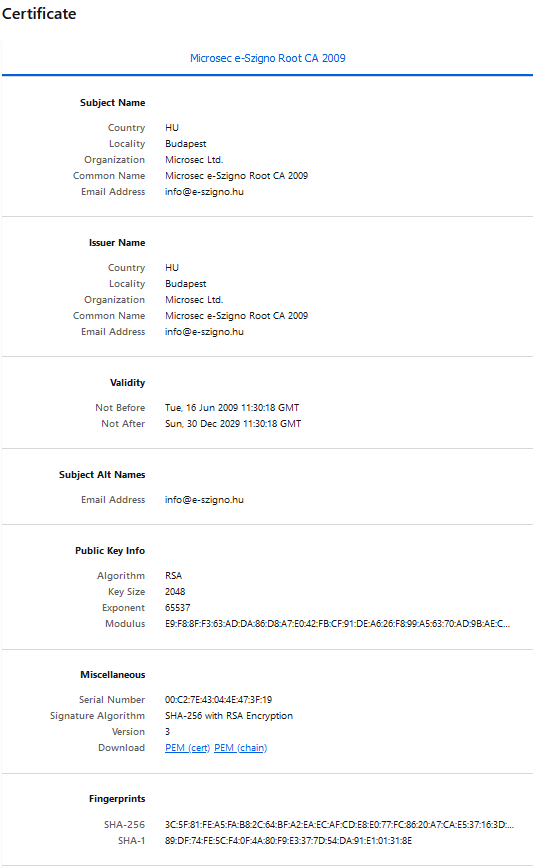 Certificate
Microsec e-Szigno Root CA 2009
Subject Name
Country HU
Locality Budapest
Organization Microsec Ltd.
Common Name Microsec e-Szigno Root CA 2009
Email Address info@e-szigno.hu
Issuer Name
Country HU
Locality Budapest
Organization Microsec Ltd.
Common Name Microsec e-Szigno Root CA 2009
Email Address info@e-szigno.hu
Validity
Not Before Tue, 16 Jun 2009 11:30:18 GMT
Not After Sun, 30 Dec 2029 11:30:18 GMT
Subject Alt Names
Email Address info@e-szigno.hu
Public Key Info
Algorithm RSA
Key Size 2048
Exponent 65537
Modulus E9:F8:8F:F3:63:AD:DA:86:D8:A7:E0:42:FB:CF:91:DE:A6:26:F8:99:A5:63:70:AD:9B:AE:C...
Miscellaneous
Serial Number 00:C2:7E:43:04:4E:47:3F:19
Signature Algorithm SHA-256 with RSA Encryption
Version 3
Download PEM (cert) PEM (chain)
Fingerprints
SHA-256 3C:5F:81:FE:A5:FA:B8:2C:64:BF:A2:EA:EC:AF:CD:E8:E0:77:FC:86:20:A7:CA:E5:37:16:3D:...
SHA-1 89:DF:74:FE:5C:F4:0F:4A:80:F9:E3:37:7D:54:DA:91:E1:01:31:8E